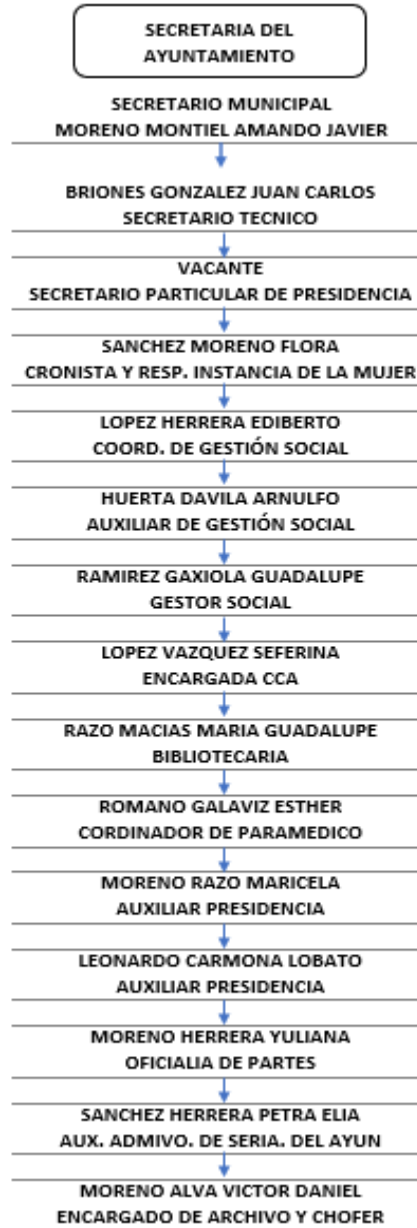 SECRETARIA DEL
AYUNTAMIENTO
SECRETARIO MUNICIPAL
MORENO MONTIEL AMANDO JAVIER
BRIONES GONZALEZ JUAN CARLOS
SECRETARIO TECNICO
VACANTE
SECRETARIO PARTICULAR DE PRESIDENCIA
SANCHEZ MORENO FLORA
CRONISTA Y RESP. INSTANCIA DE LA MUJER
LOPEZ HERRERA EDIBERTO
COORD. DE GESTIÓN SOCIAL
HUERTA DAVILA ARNULFO
AUXILIAR DE GESTIÓN SOCIAL
RAMIREZ GAXIOLA GUADALUPE
GESTOR SOCIAL
LOPEZ VAZQUEZ SEFERINA
ENCARGADA CCA
RAZO MACIAS MARIA GUADALUPE
BIBLIOTECARIA
ROMANO GALAVIZ ESTHER
CORDINADOR DE PARAMEDICO
MORENO RAZO MARICELA
AUXILIAR PRESIDENCIA
LEONARDO CARMONA LOBATO
AUXILIAR PRESIDENCIA
MORENO HERRERA YULIANA
OFICIALIA DE PARTES
SANCHEZ HERRERA PETRA ELIA
AUX. ADMIVO. DE SERIA. DEL AYUN
MORENO ALVA VICTOR DANIEL
ENCARGADO DE ARCHIVO Y CHOFER